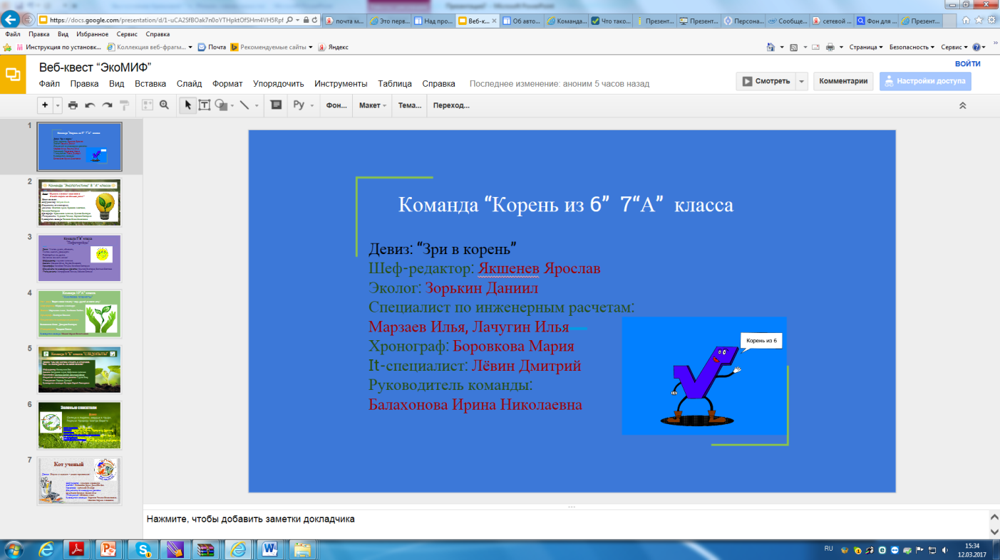 https://docs.google.com/presentation/d/1-uCA2SfBOak7n0oYTHpktOfSHm4VH5Rpf
почта м...
Это перв...
Над про...
Веб-к...
Об авто...
Команда...
Что тако...
Презент...
Презент...
Персона...
Сообще...
сетевой ...
Фон для ...
Презент...
Файл Правка Вид Избранное Сервис Справка
Инструкция по установк... Коллекция веб-фрагм... Почта Рекомендуемые сайты Яндекс
Страница Безопасность Сервис
Веб-квест “ЭкоМИФ”
ВОЙТИ
Файл Правка Вид Вставка Слайд Формат Упорядочить Инструменты Таблица Справка Последнее изменение: аноним 5 часов назад
Смотреть Комментарии Настройки доступа
Ру Фон... Макет Тема... Переход...
1
2
3
4
5
6
7
Зеленые спасатели
Кот ученый
Команда “Корень из 6” 7“А” класса
Девиз: “Зри в корень”
Шеф-редактор: Якшенев Ярослав
Эколог: Зорькин Даниил
Специалист по инженерным расчетам:
Марзаев Илья, Лачугин Илья
Хронограф: Боровкова Мария
It-специалист: Лёвин Дмитрий
Руководитель команды:
Балахонова Ирина Николаевна
Корень из 6
Нажмите, чтобы добавить заметки докладчика
RU
15:34
12.03.2017